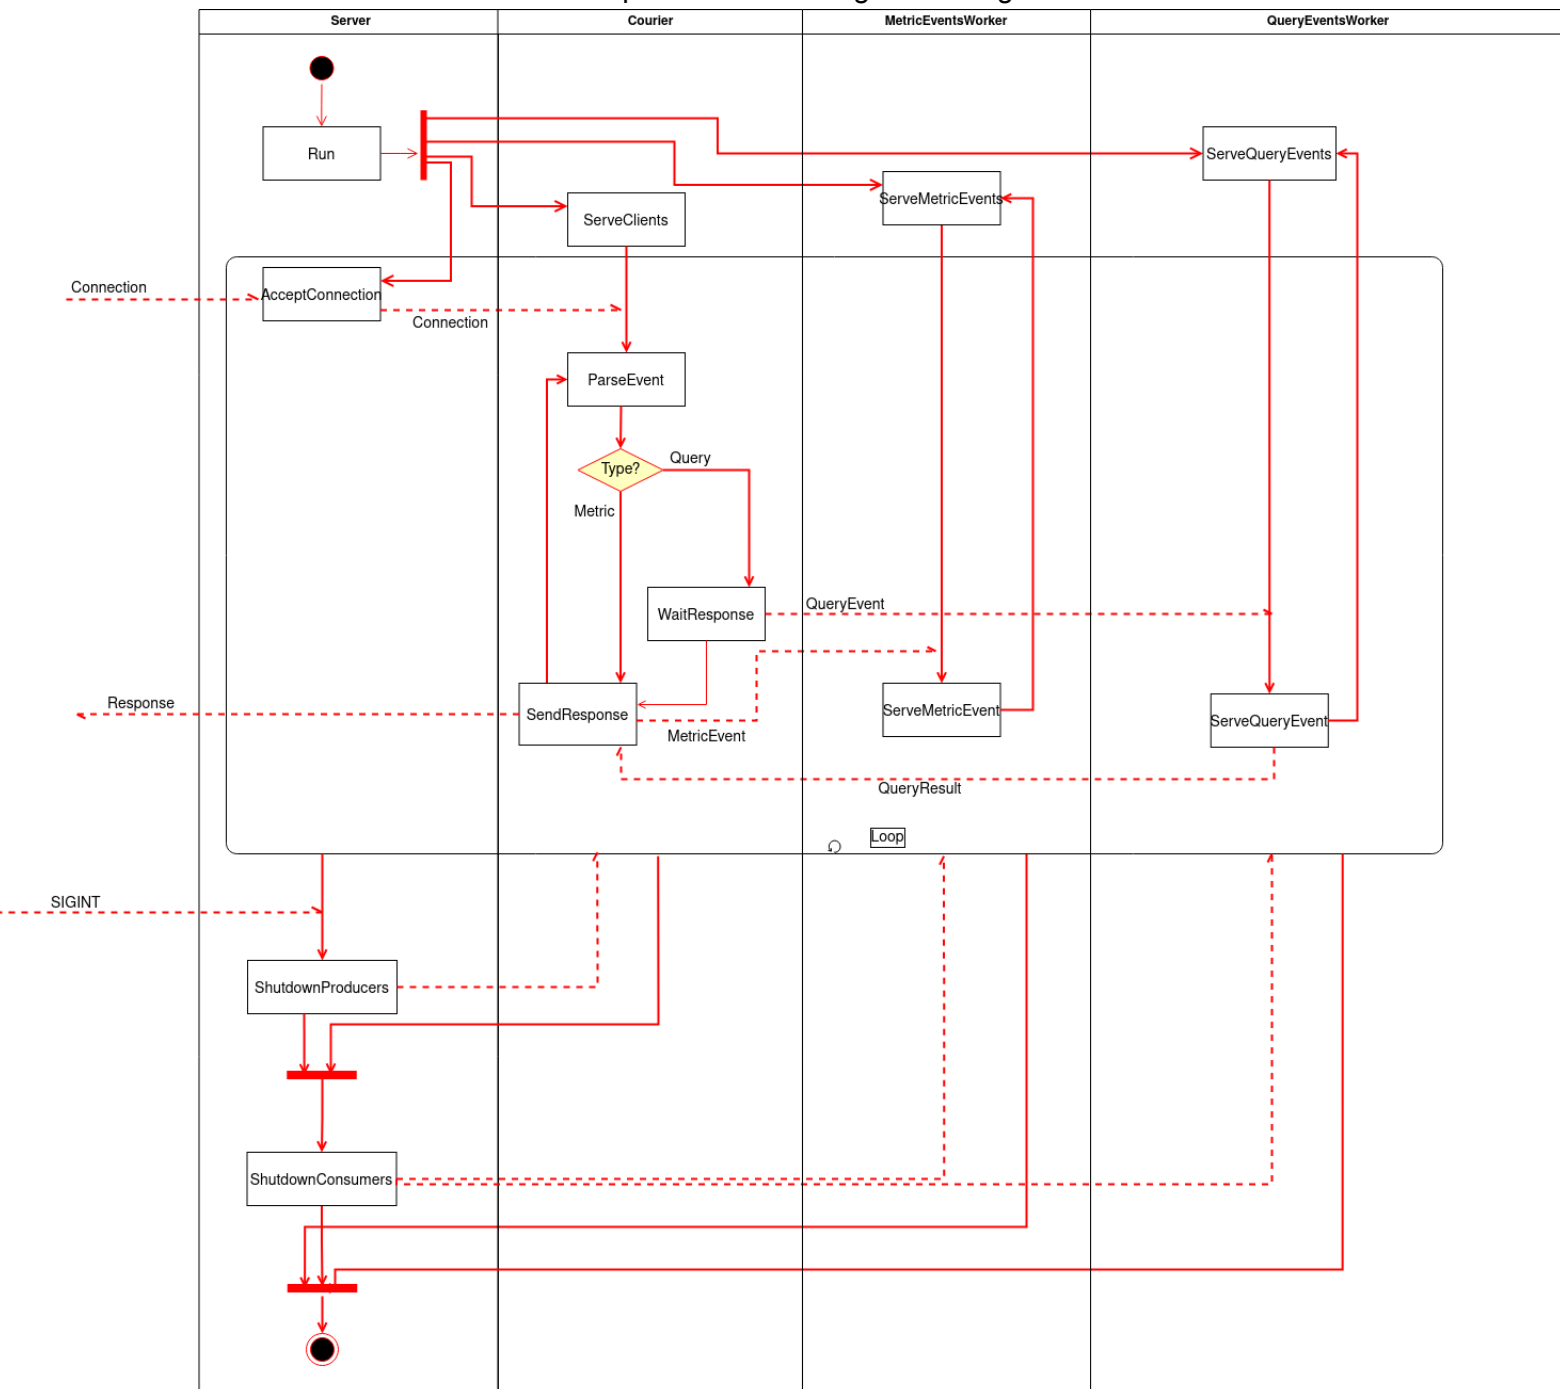 Server
Courier
MetricEventsWorker
QueryEventsWorker
Run
ServeQueryEvents
ServeMetricEvents
ServeClients
Connection
AcceptConnection
Connection
ParseEvent
Type?
Query
Metric
WaitResponse
QueryEvent
Response
SendResponse
MetricEvent
ServeMetricEvent
ServeQueryEvent
QueryResult
Loop
SIGINT
ShutdownProducers
ShutdownConsumers